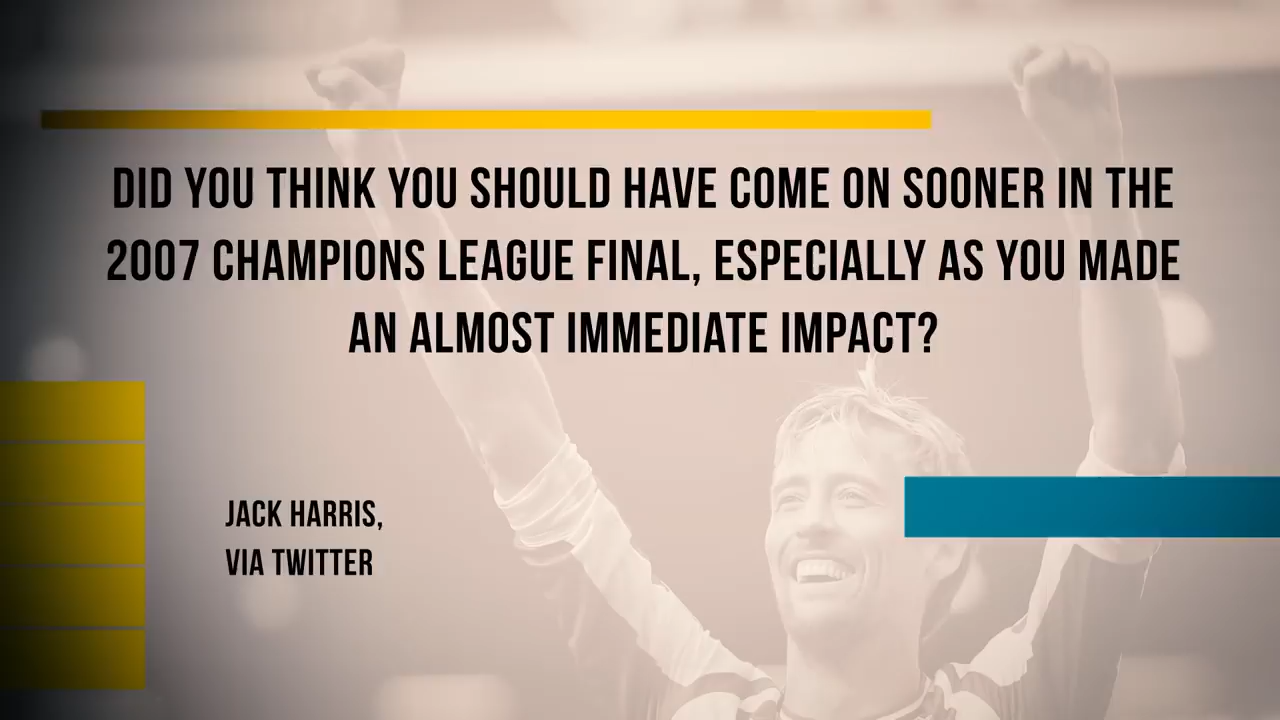 DID YOU THINK YOU SHOULD HAVE COME ON SOONER IN THE
2007 CHAMPIONS LEAGUE FINAL, ESPECIALLY AS YOU MADE
AN ALMOST IMMEDIATE IMPACT?
JACK HARRIS,
VIA TWITTER